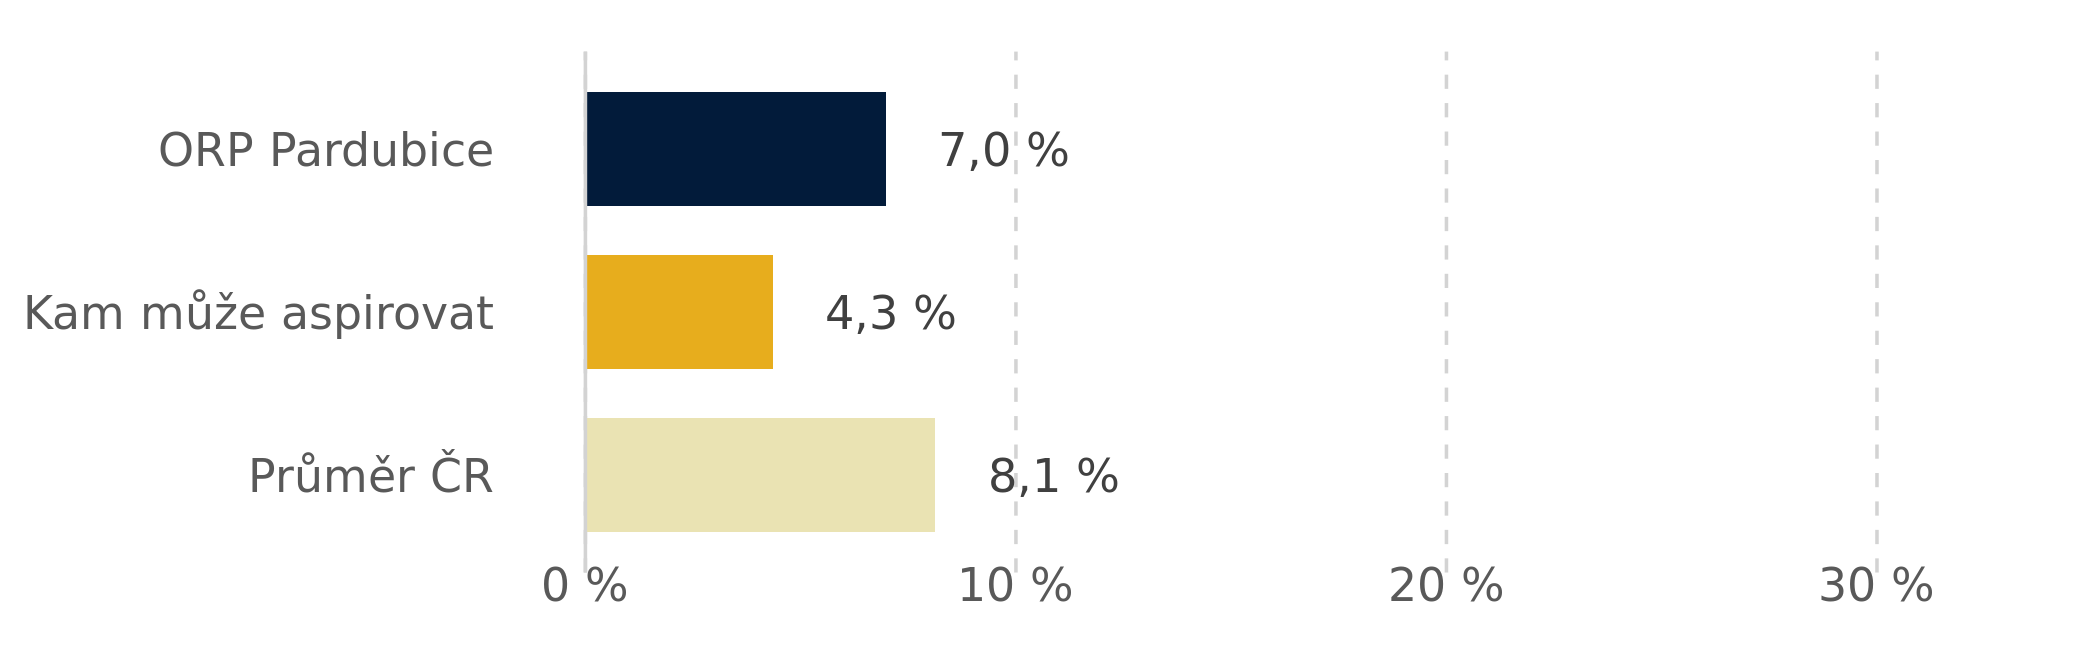 ORP Pardubice 7,0 %
Kam může aspirovat 4,3 %
Průměr ČR 8,1 %
0 % 10 % 20 % 30 %